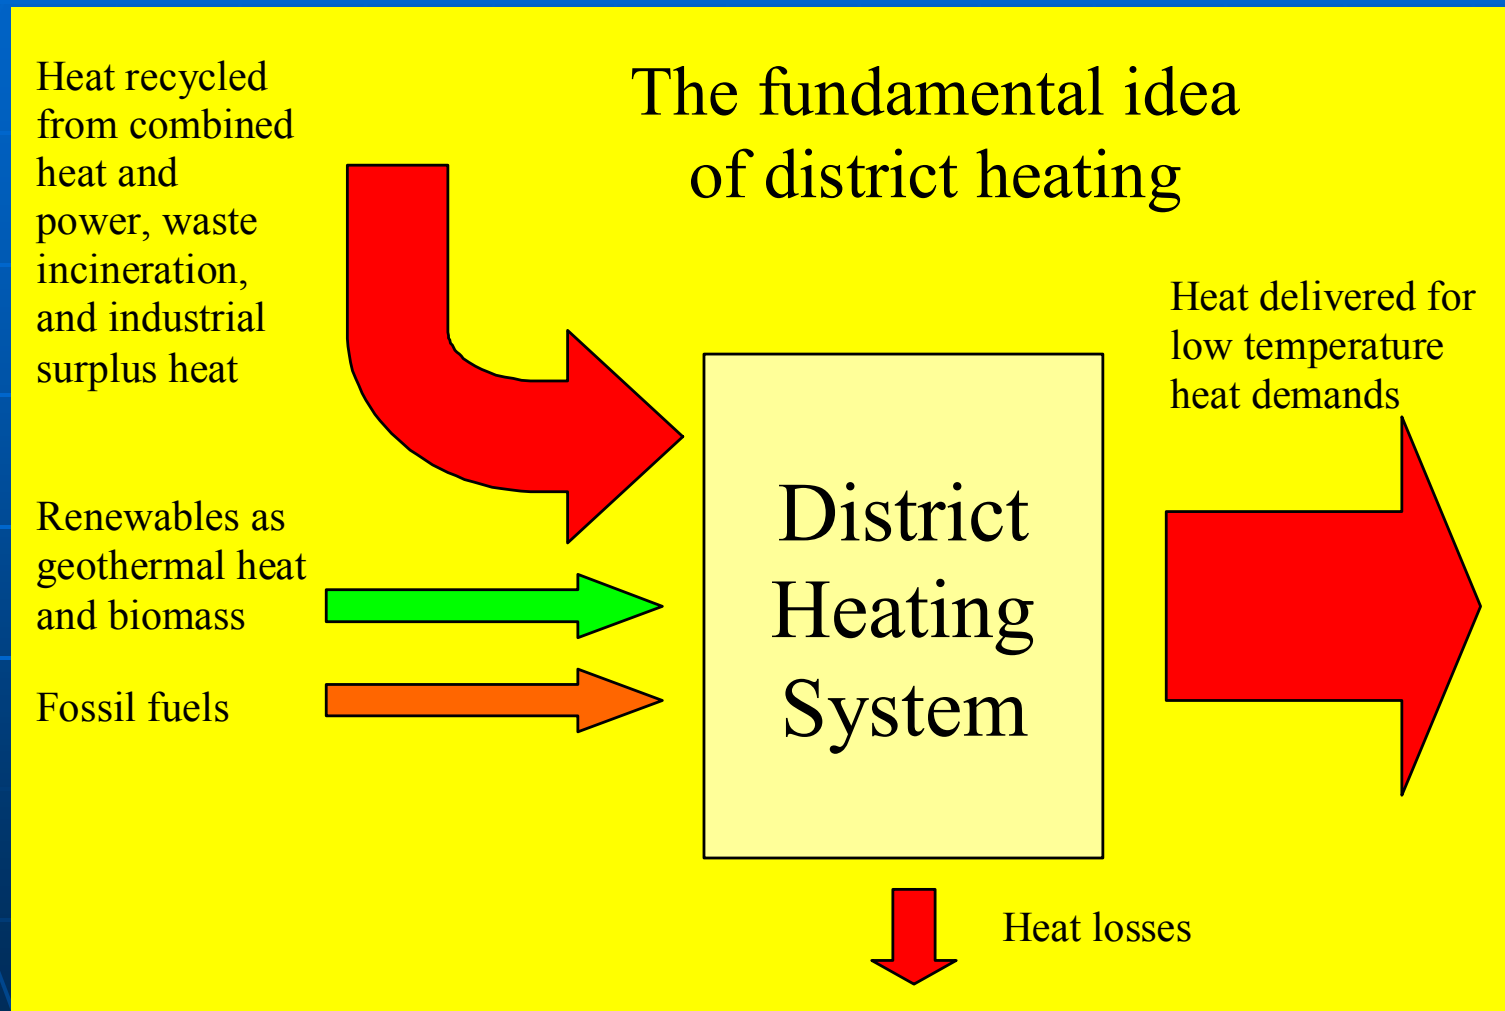 The fundamental idea
of district heating
Heat recycled
from combined
heat and
power, waste
incineration,
and industrial
surplus heat
Renewables as
geothermal heat
and biomass
Fossil fuels
District
Heating
System
Heat delivered for
low temperature
heat demands
Heat losses